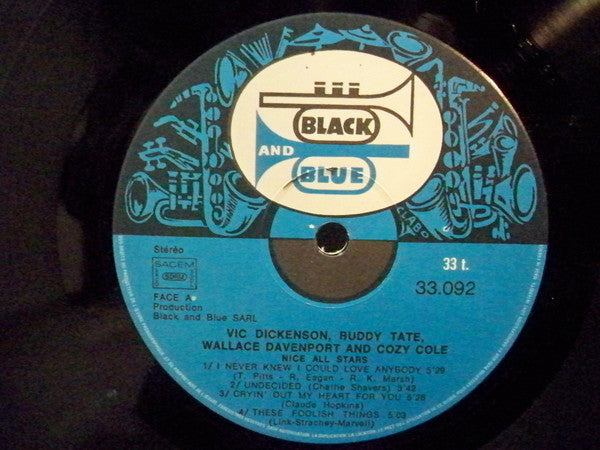 BLACK
AND
BLUE
CLABO
Stéréo
SACEM
SDRM
FACE A
Production
Black and Blue SARL
33 t.
33.092
VIC DICKENSON, BUDDY TATE,
WALLACE DAVENPORT AND COZY COLE
NICE ALL STARS
1/ I NEVER KNEW I COULD LOVE ANYBODY 5'29
(T. Pitts - R. Eagan - R. K. Marsh)
2/ UNDECIDED (Charlie Shavers) 3'42
3/ CRYIN' OUT MY HEART FOR YOU 5'28
(Claude Hopkins)
4/ THESE FOOLISH THINGS 5'03
(Link-Strachey-Marvell)